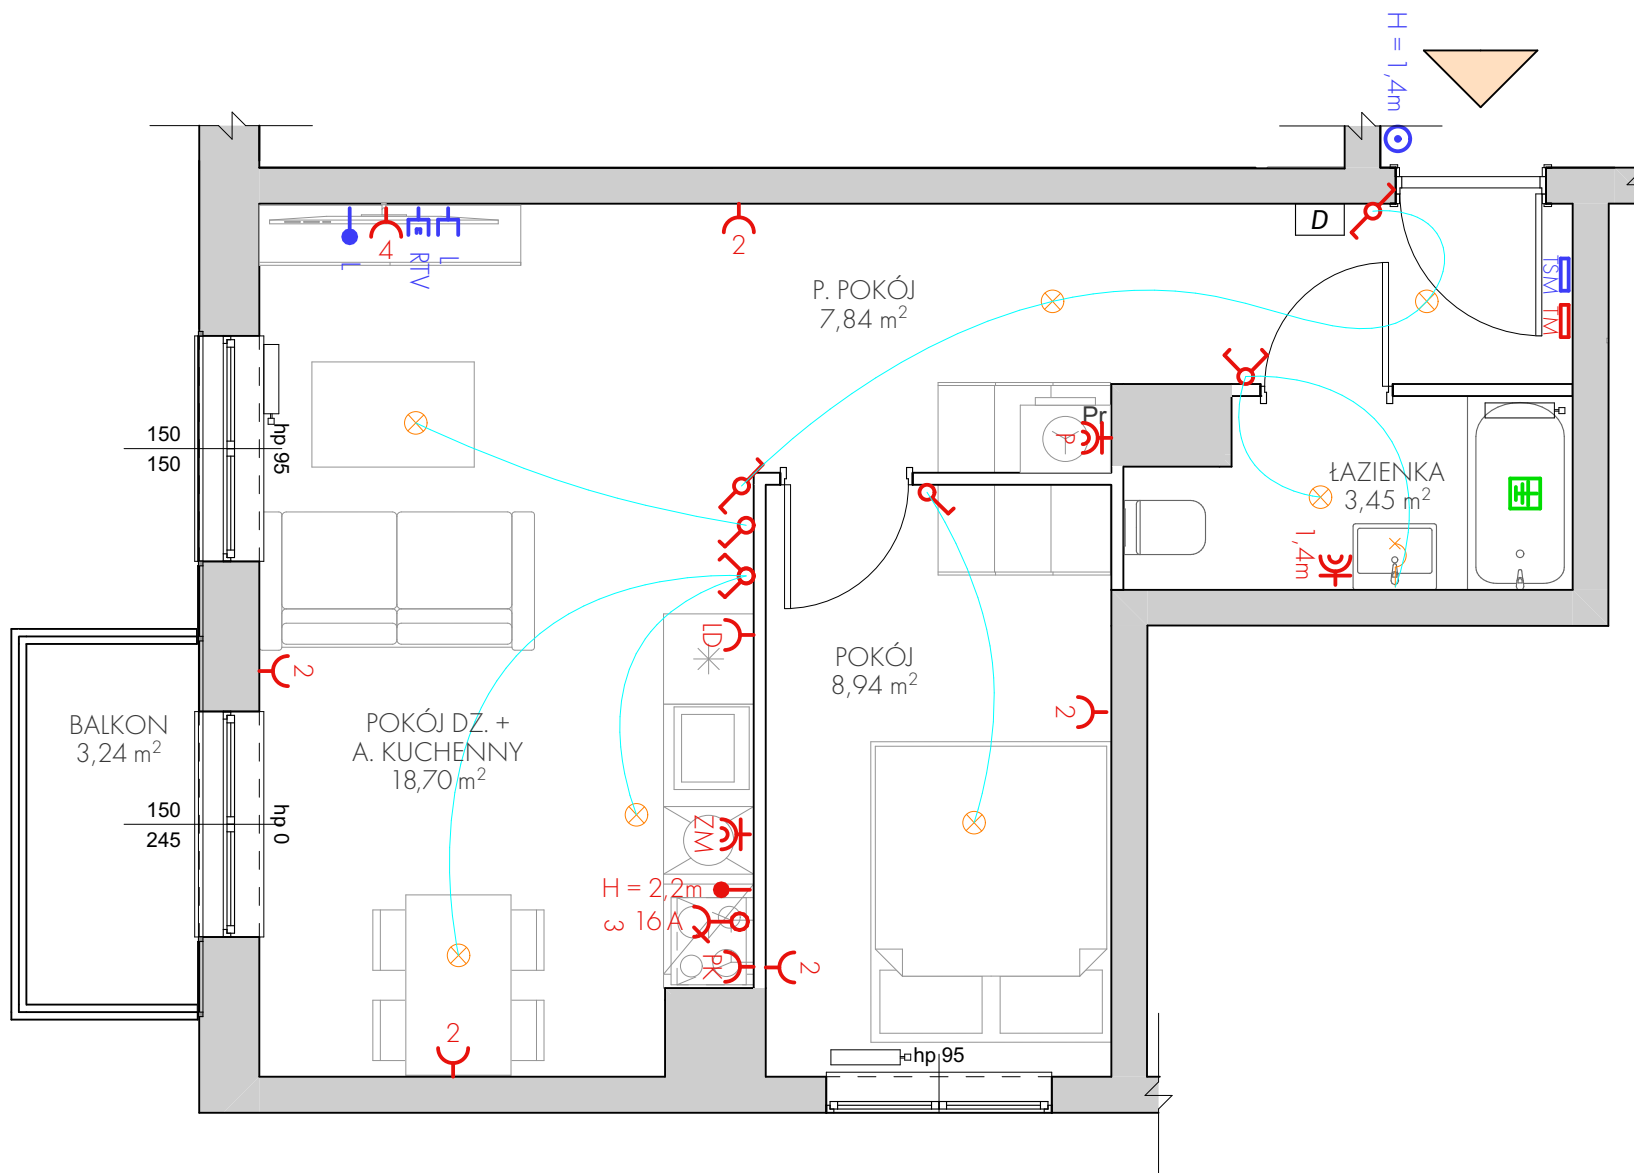 H = 1,4m
D
4
RTV
L
L
2
TSM
TM
P. POKÓJ
7,84 m²
150
150
hp 95
Pr
P
ŁAZIENKA
3,45 m²
1,4m
LD
2
POKÓJ
8,94 m²
2
BALKON
3,24 m²
POKÓJ DZ. +
A. KUCHENNY
18,70 m²
150
245
hp 0
ZM
H = 2,2m
3 16 A
PK
2
2
hp 95